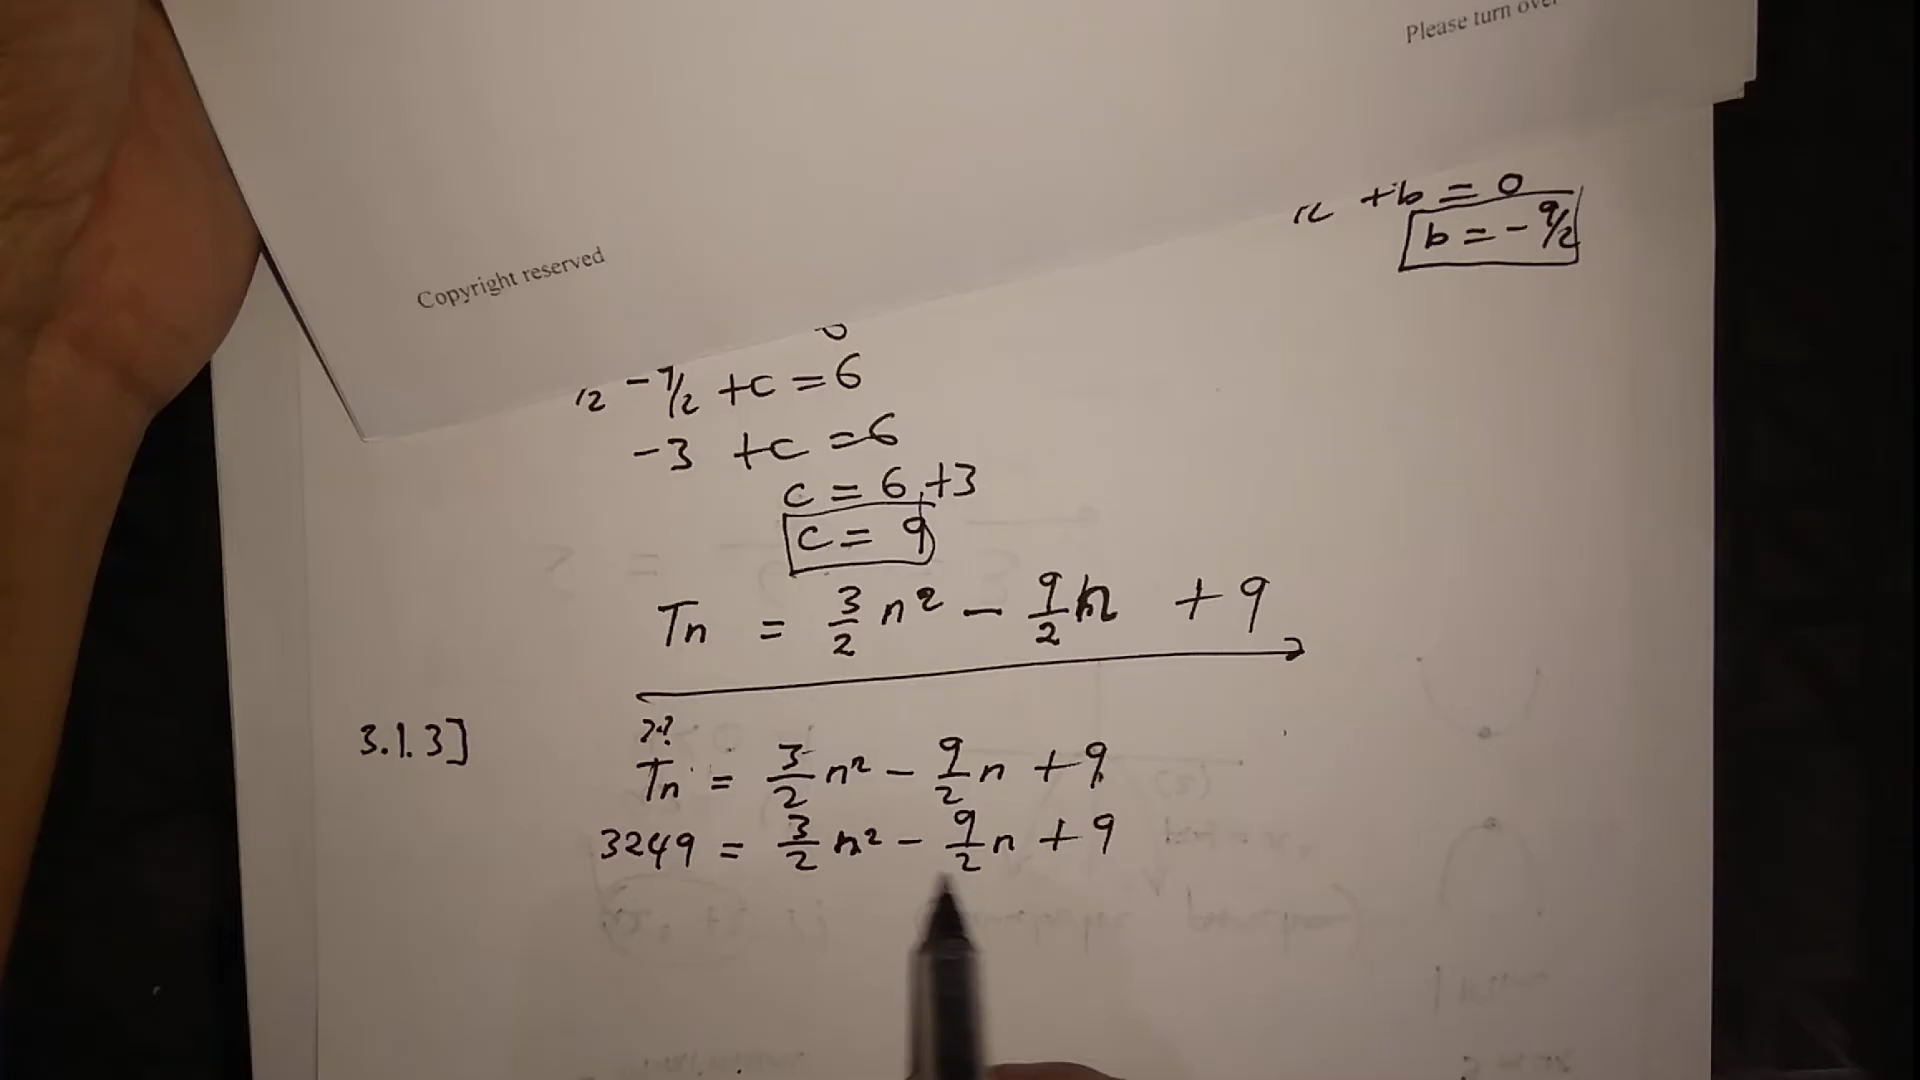 Please turn over
+b = 0
b = - 9/2
Copyright reserved
+c = 6
-3 +c = 6
c = 6 +3
c = 9
Tn = 3/2 n² - 9/2 n + 9
3.1.3]
??
Tn = 3/2 n² - 9/2 n + 9
3249 = 3/2 n² - 9/2 n + 9